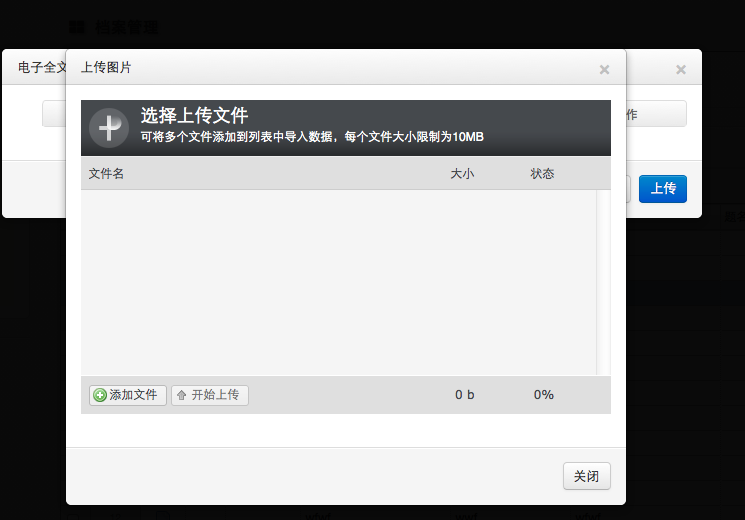 档案管理
电子全文
上传图片
×
×
选择上传文件
可将多个文件添加到列表中导入数据，每个文件大小限制为10MB
作
文件名
大小
状态
上传
添加文件
开始上传
0 b
0%
关闭